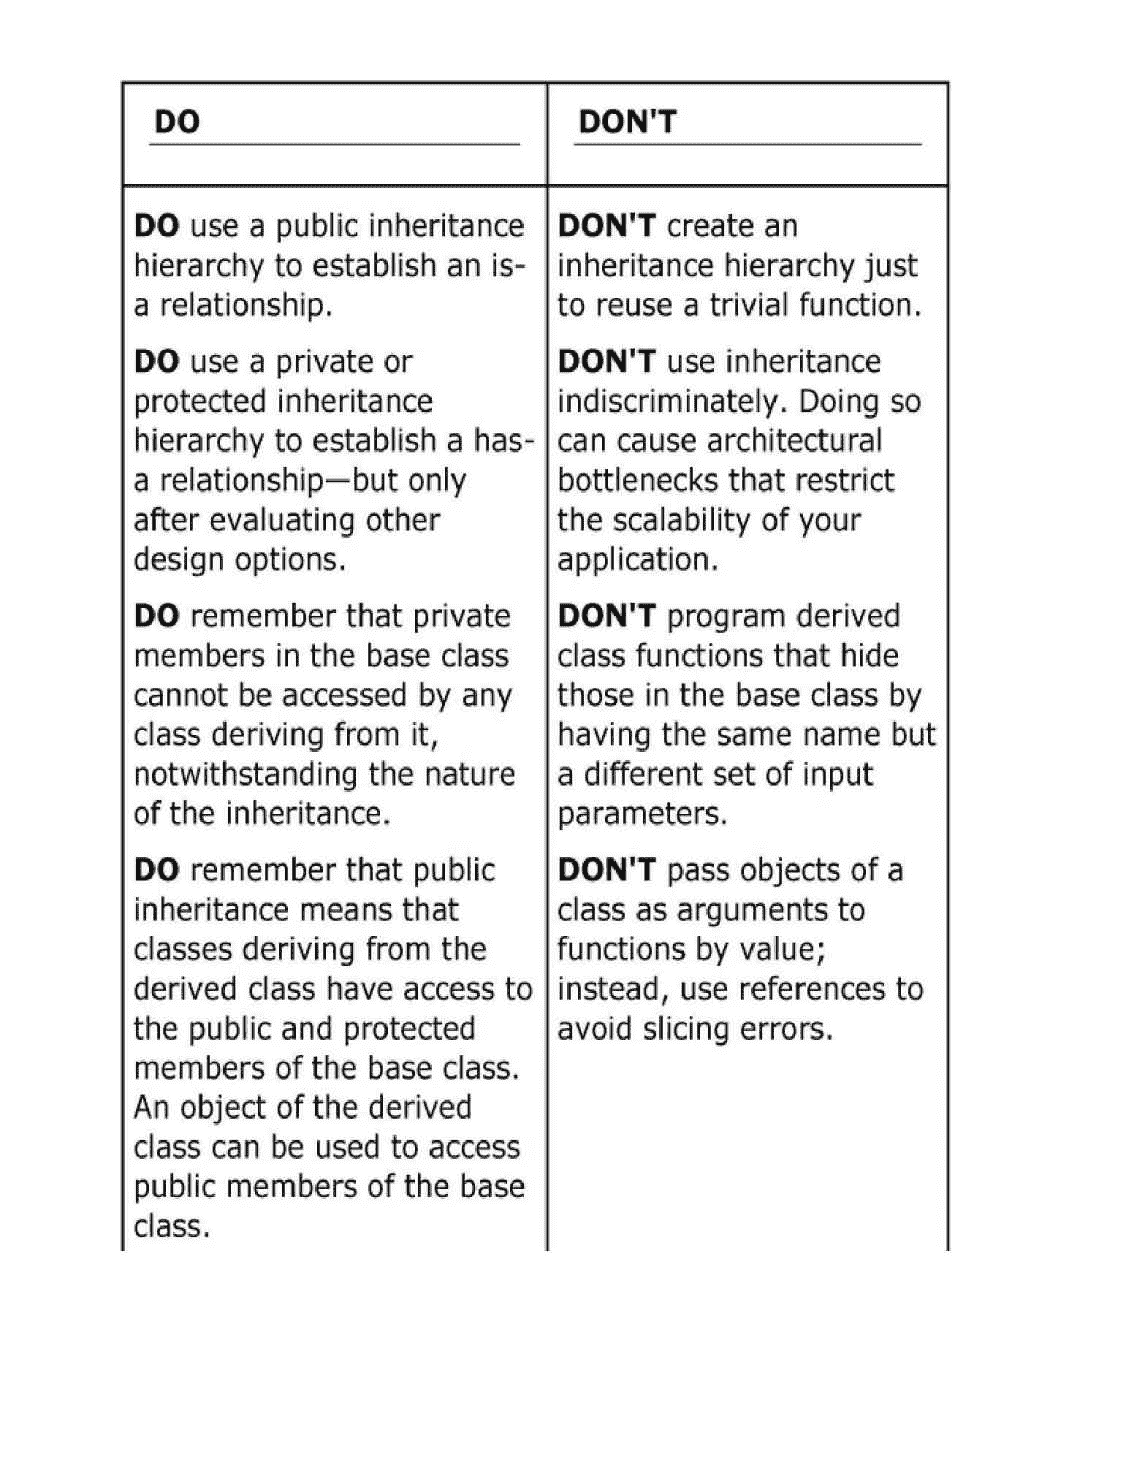 DO
DO use a public inheritance
hierarchy to establish an is-
a relationship.
DO use a private or
protected inheritance
hierarchy to establish a has-
a relationship—but only
after evaluating other
design options.
DO remember that private
members in the base class
cannot be accessed by any
class deriving from it,
notwithstanding the nature
of the inheritance.
DO remember that public
inheritance means that
classes deriving from the
derived class have access to
the public and protected
members of the base class.
An object of the derived
class can be used to access
public members of the base
class.
DON'T
DON'T create an
inheritance hierarchy just
to reuse a trivial function.
DON'T use inheritance
indiscriminately. Doing so
can cause architectural
bottlenecks that restrict
the scalability of your
application.
DON'T program derived
class functions that hide
those in the base class by
having the same name but
a different set of input
parameters.
DON'T pass objects of a
class as arguments to
functions by value;
instead, use references to
avoid slicing errors.